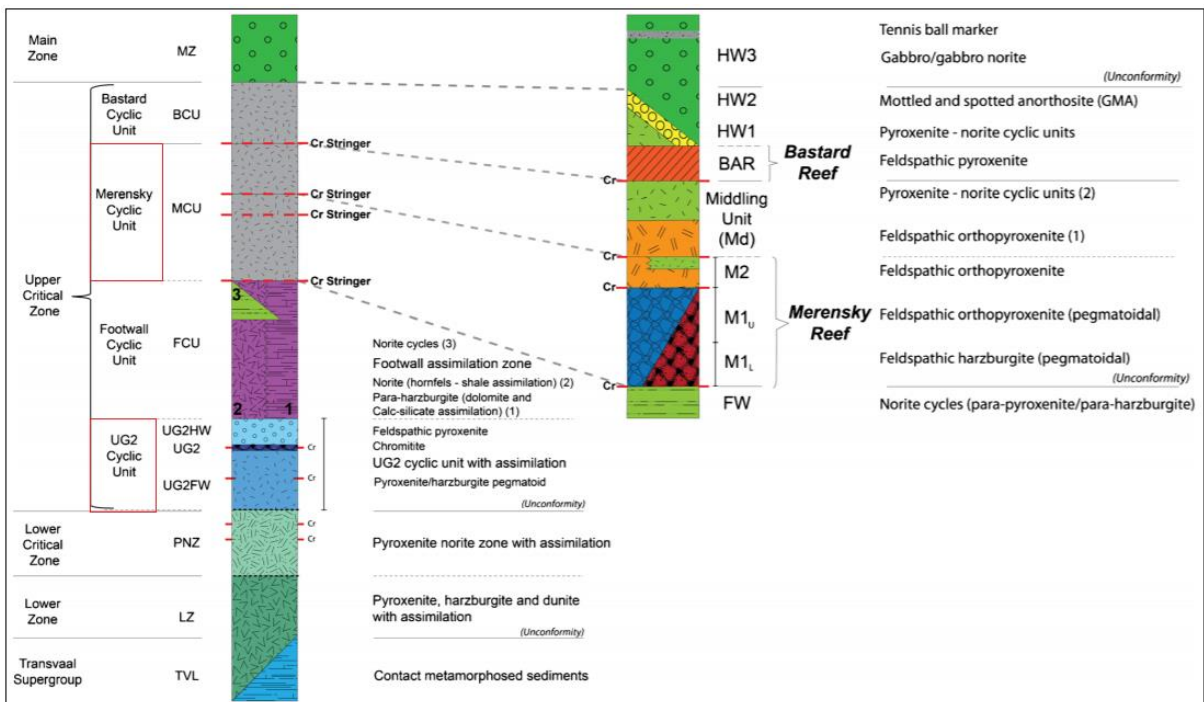 Main
Zone
MZ
Bastard
Cyclic
Unit
BCU
Cr Stringer
Merensky
Cyclic
Unit
MCU
Cr Stringer
Cr Stringer
Upper
Critical
Zone
Cr Stringer
3
Footwall
Cyclic
Unit
FCU
2
1
Norite cycles (3)
Footwall assimilation zone
Norite (hornfels - shale assimilation) (2)
Para-harzburgite (dolomite and
Calc-silicate assimilation) (1)
UG2
Cyclic
Unit
UG2HW
UG2
UG2FW
Cr
Cr
Feldspathic pyroxenite
Chromitite
UG2 cyclic unit with assimilation
Pyroxenite/harzburgite pegmatoid
(Unconformity)
Lower
Critical
Zone
PNZ
Cr
Cr
Pyroxenite norite zone with assimilation
Lower
Zone
LZ
Pyroxenite, harzburgite and dunite
with assimilation
(Unconformity)
Transvaal
Supergroup
TVL
Contact metamorphosed sediments
Tennis ball marker
HW3
Gabbro/gabbro norite
(Unconformity)
HW2
Mottled and spotted anorthosite (GMA)
HW1
Pyroxenite - norite cyclic units
BAR
Bastard
Reef
Feldspathic pyroxenite
Cr
Middling
Unit
(Md)
Pyroxenite - norite cyclic units (2)
Feldspathic orthopyroxenite (1)
Cr
M2
Feldspathic orthopyroxenite
Cr
M1U
Merensky
Reef
Feldspathic orthopyroxenite (pegmatoidal)
M1L
Feldspathic harzburgite (pegmatoidal)
(Unconformity)
Cr
FW
Norite cycles (para-pyroxenite/para-harzburgite)